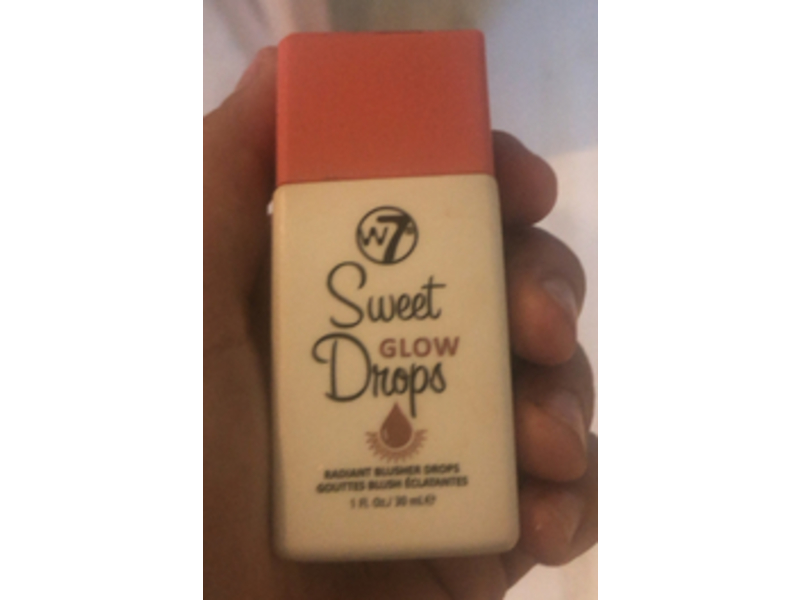 W7®
Sweet
GLOW
Drops
RADIANT BLUSHER DROPS
GOUTTES BLUSH ÉCLATANTES
1 Fl. Oz./ 30 mL℮